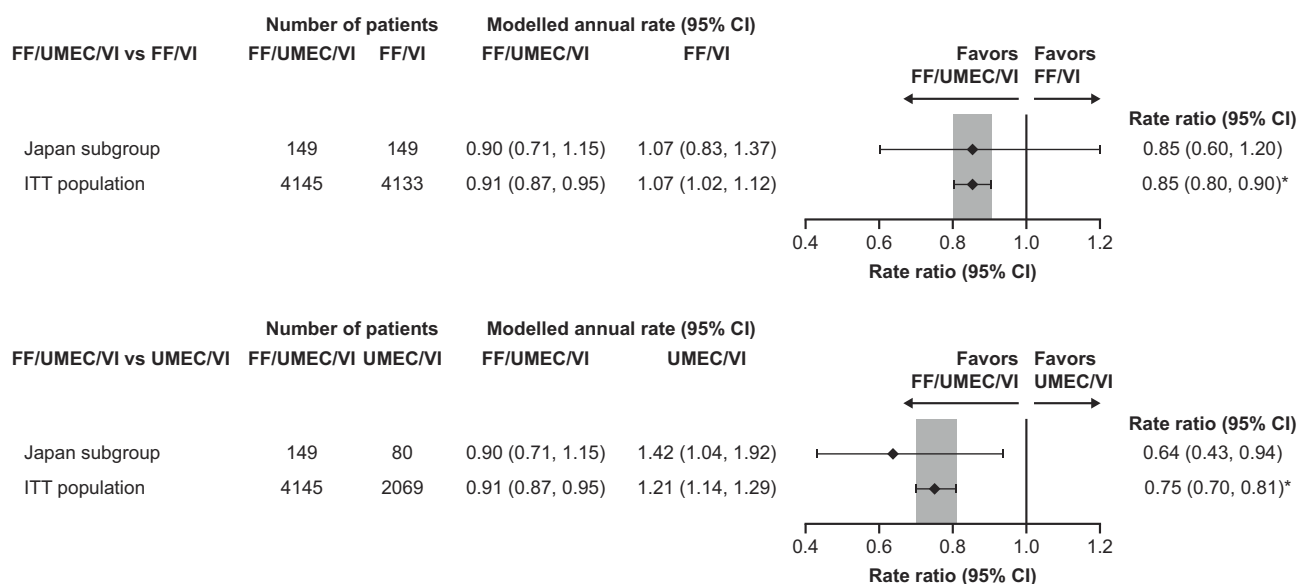 Number of patients Modelled annual rate (95% CI)
FF/UMEC/VI vs FF/VI FF/UMEC/VI FF/VI FF/UMEC/VI FF/VI Favors FF/UMEC/VI Favors FF/VI
Rate ratio (95% CI)
Japan subgroup 149 149 0.90 (0.71, 1.15) 1.07 (0.83, 1.37) 0.85 (0.60, 1.20)
ITT population 4145 4133 0.91 (0.87, 0.95) 1.07 (1.02, 1.12) 0.85 (0.80, 0.90)*
0.4 0.6 0.8 1.0 1.2
Rate ratio (95% CI)
Number of patients Modelled annual rate (95% CI)
FF/UMEC/VI vs UMEC/VI FF/UMEC/VI UMEC/VI FF/UMEC/VI UMEC/VI Favors FF/UMEC/VI Favors UMEC/VI
Rate ratio (95% CI)
Japan subgroup 149 80 0.90 (0.71, 1.15) 1.42 (1.04, 1.92) 0.64 (0.43, 0.94)
ITT population 4145 2069 0.91 (0.87, 0.95) 1.21 (1.14, 1.29) 0.75 (0.70, 0.81)*
0.4 0.6 0.8 1.0 1.2
Rate ratio (95% CI)